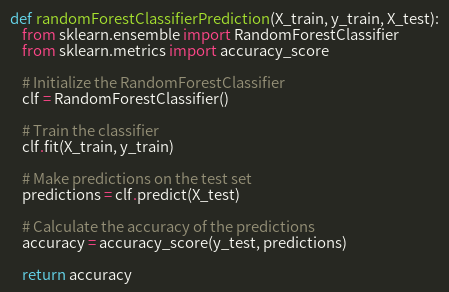 def randomForestClassifierPrediction(X_train, y_train, X_test):
from sklearn.ensemble import RandomForestClassifier
from sklearn.metrics import accuracy_score
# Initialize the RandomForestClassifier
clf = RandomForestClassifier()
# Train the classifier
clf.fit(X_train, y_train)
# Make predictions on the test set
predictions = clf.predict(X_test)
# Calculate the accuracy of the predictions
accuracy = accuracy_score(y_test, predictions)
return accuracy